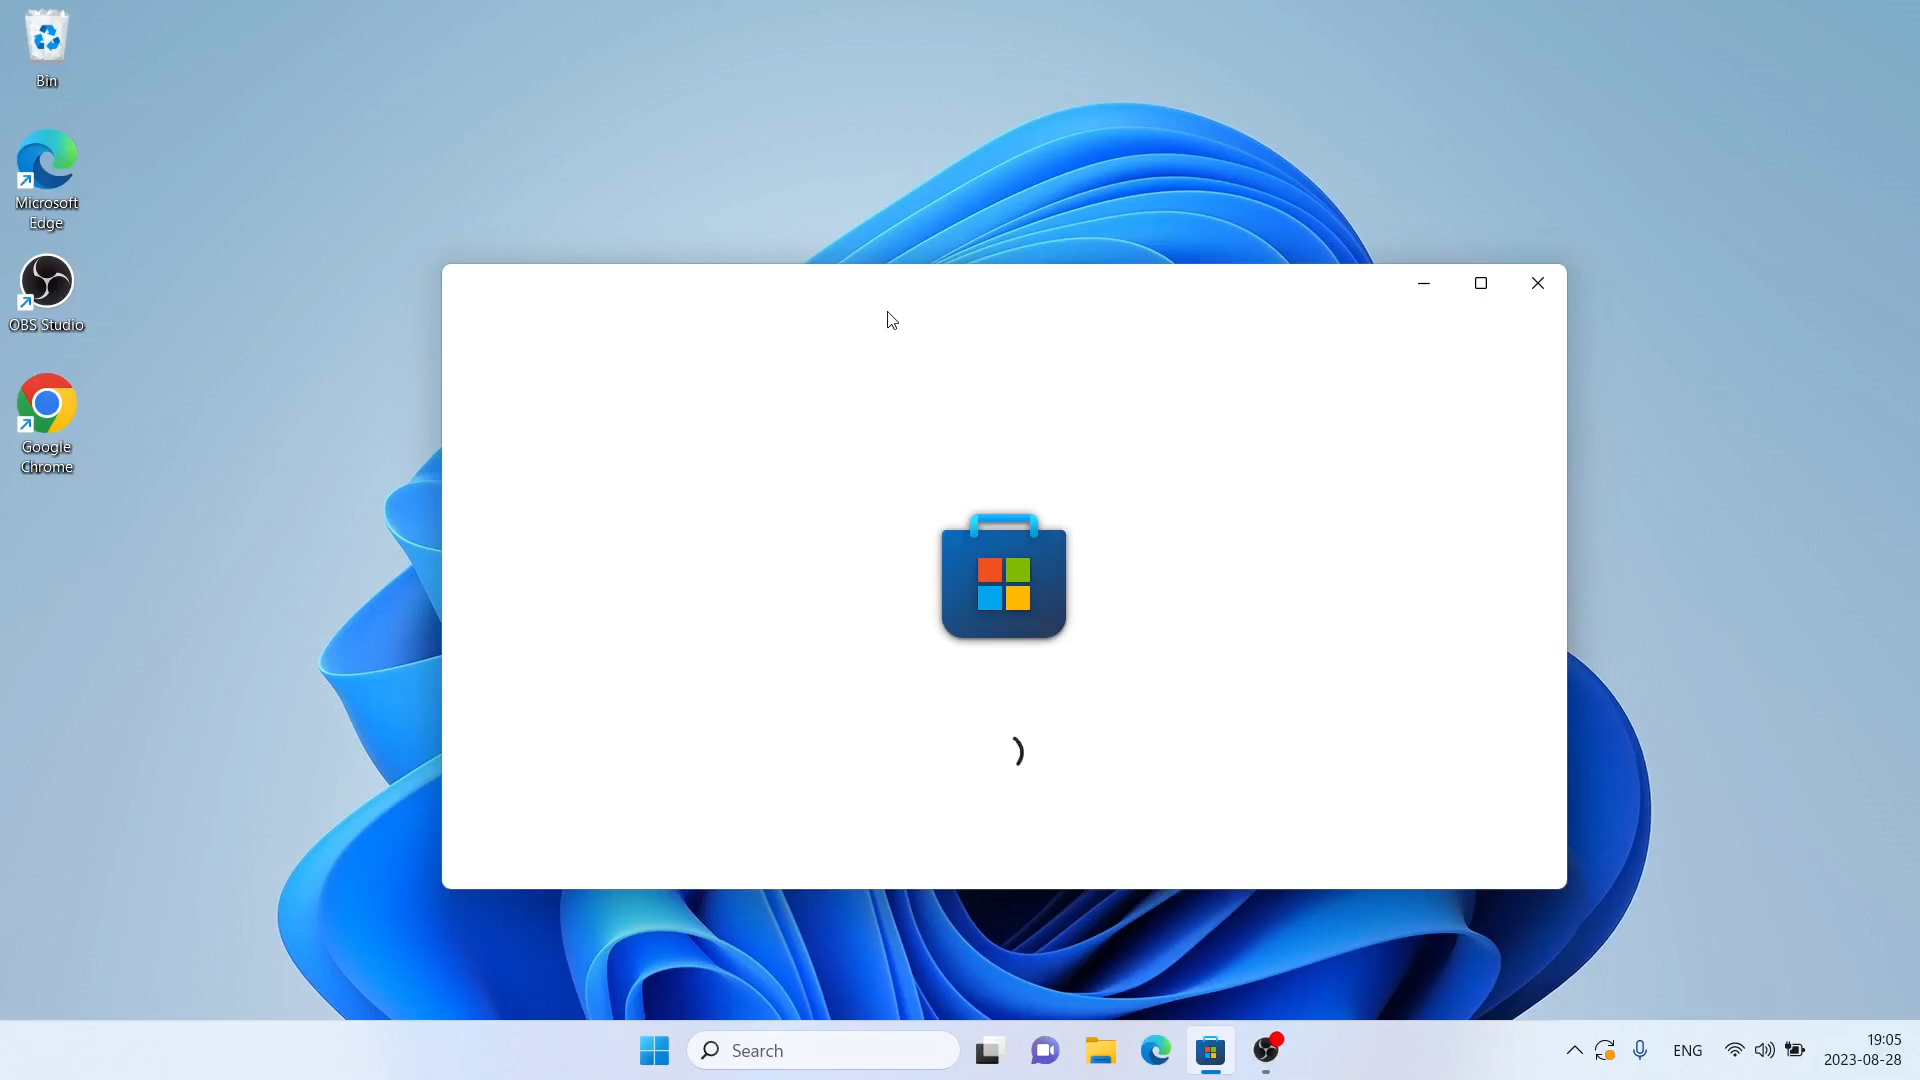 Bin
Microsoft
Edge
OBS Studio
Google
Chrome
Search
ENG
19:05
2023-08-28